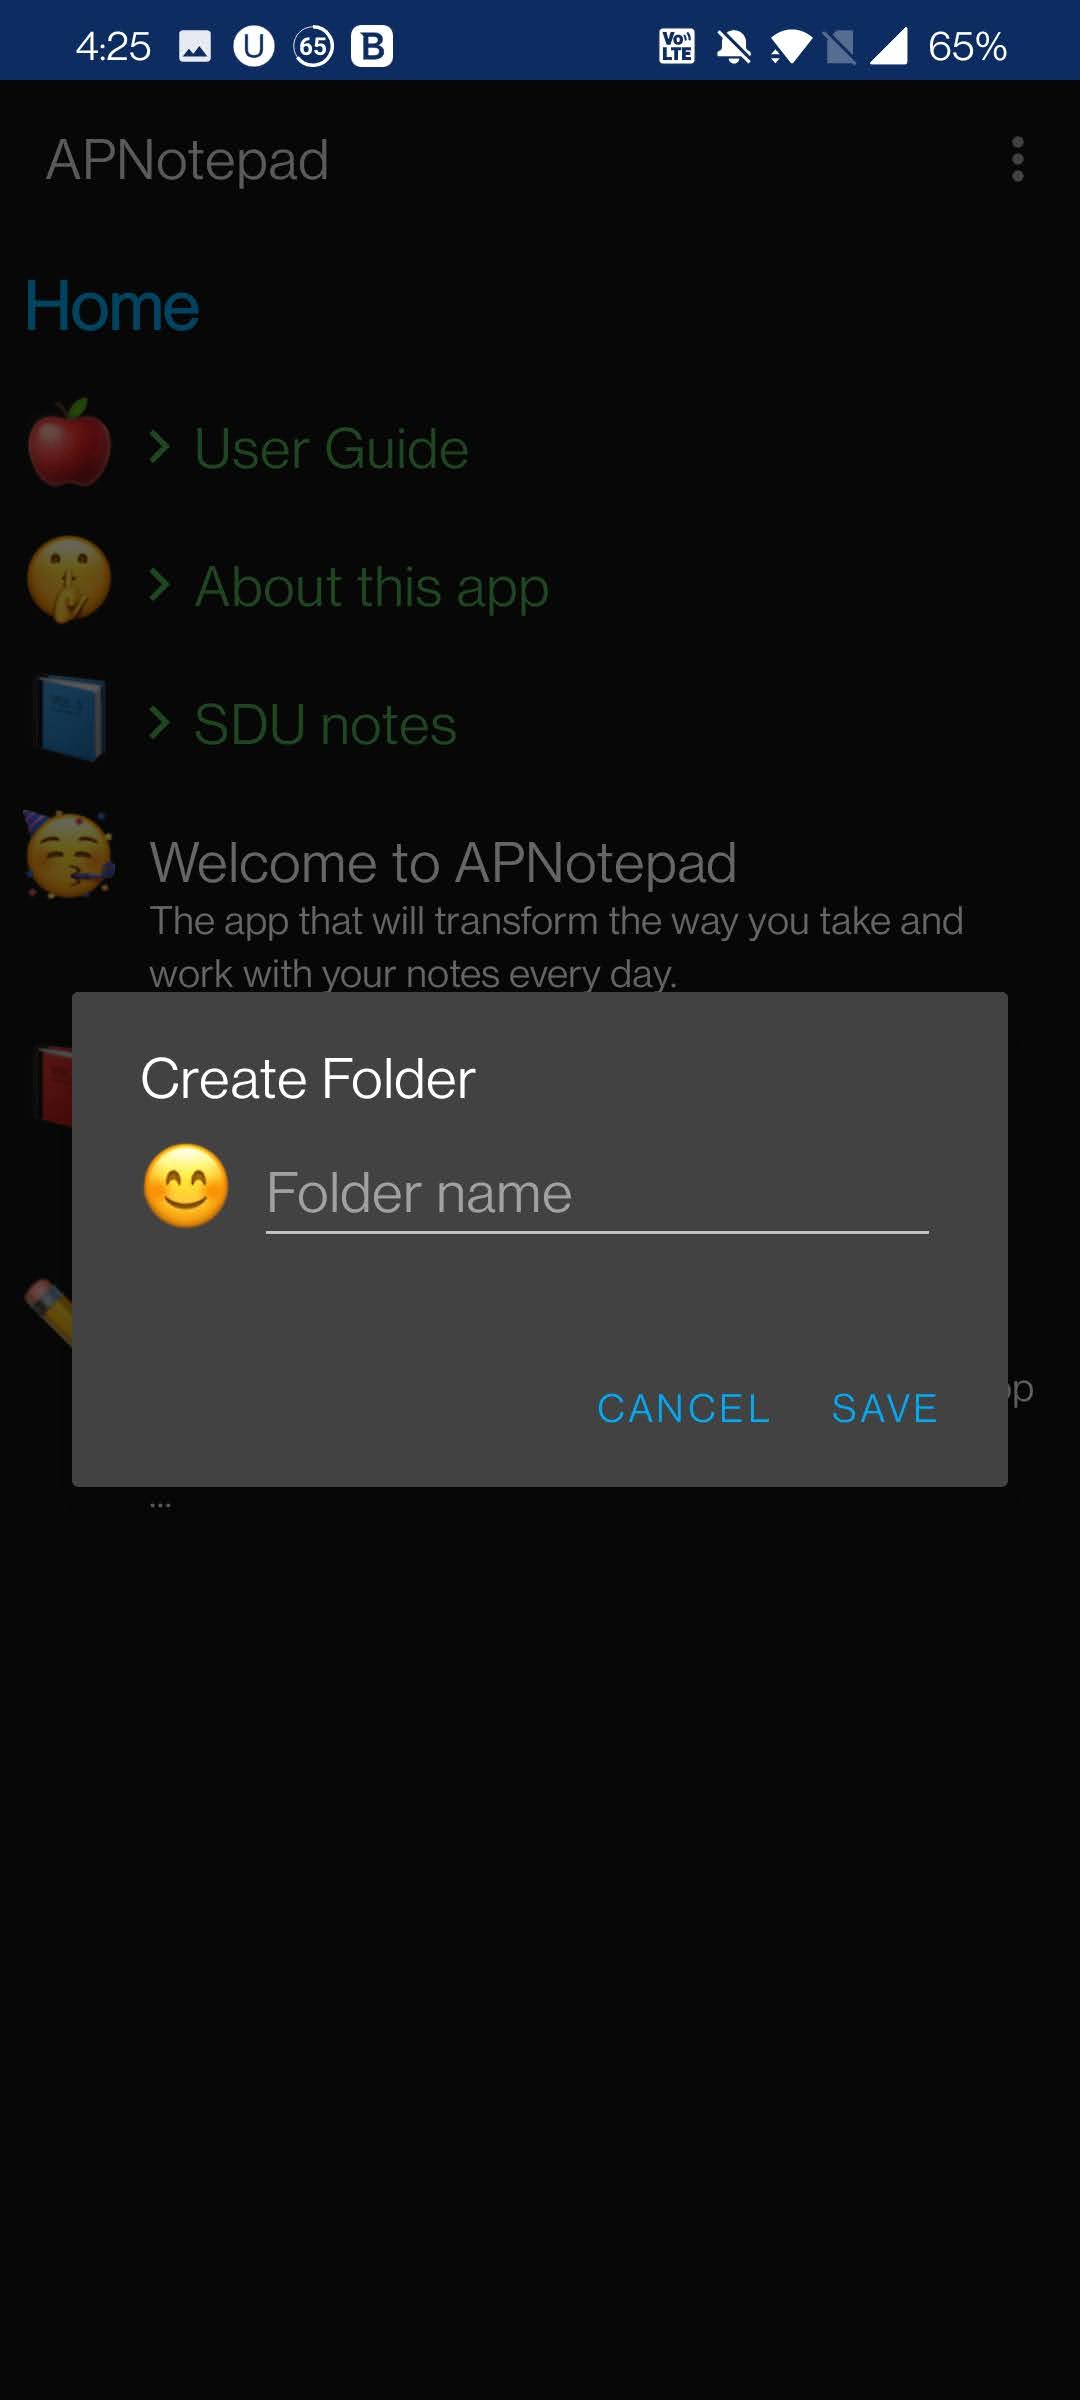 4:25 U 65 B Vo LTE 65%
APNotepad
Home
User Guide
About this app
SDU notes
Welcome to APNotepad
The app that will transform the way you take and
work with your notes every day.
Create Folder
Folder name
CANCEL SAVE
...